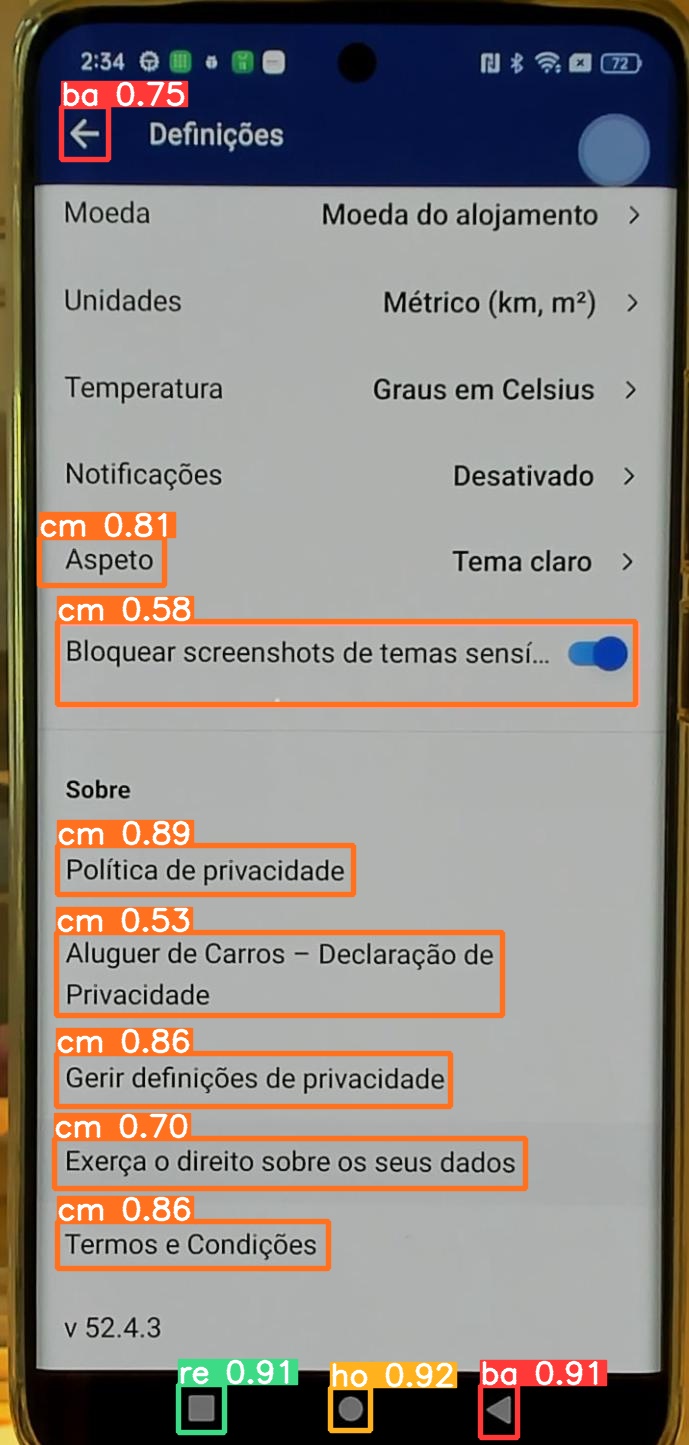 2:34 72
ba 0.75
Definições
Moeda Moeda do alojamento
Unidades Métrico (km, m²)
Temperatura Graus em Celsius
Notificações Desativado
cm 0.81
Aspeto Tema claro
cm 0.58
Bloquear screenshots de temas sensí...
Sobre
cm 0.89
Política de privacidade
cm 0.53
Aluguer de Carros – Declaração de
Privacidade
cm 0.86
Gerir definições de privacidade
cm 0.70
Exerça o direito sobre os seus dados
cm 0.86
Termos e Condições
v 52.4.3
re 0.91 ho 0.92 ba 0.91